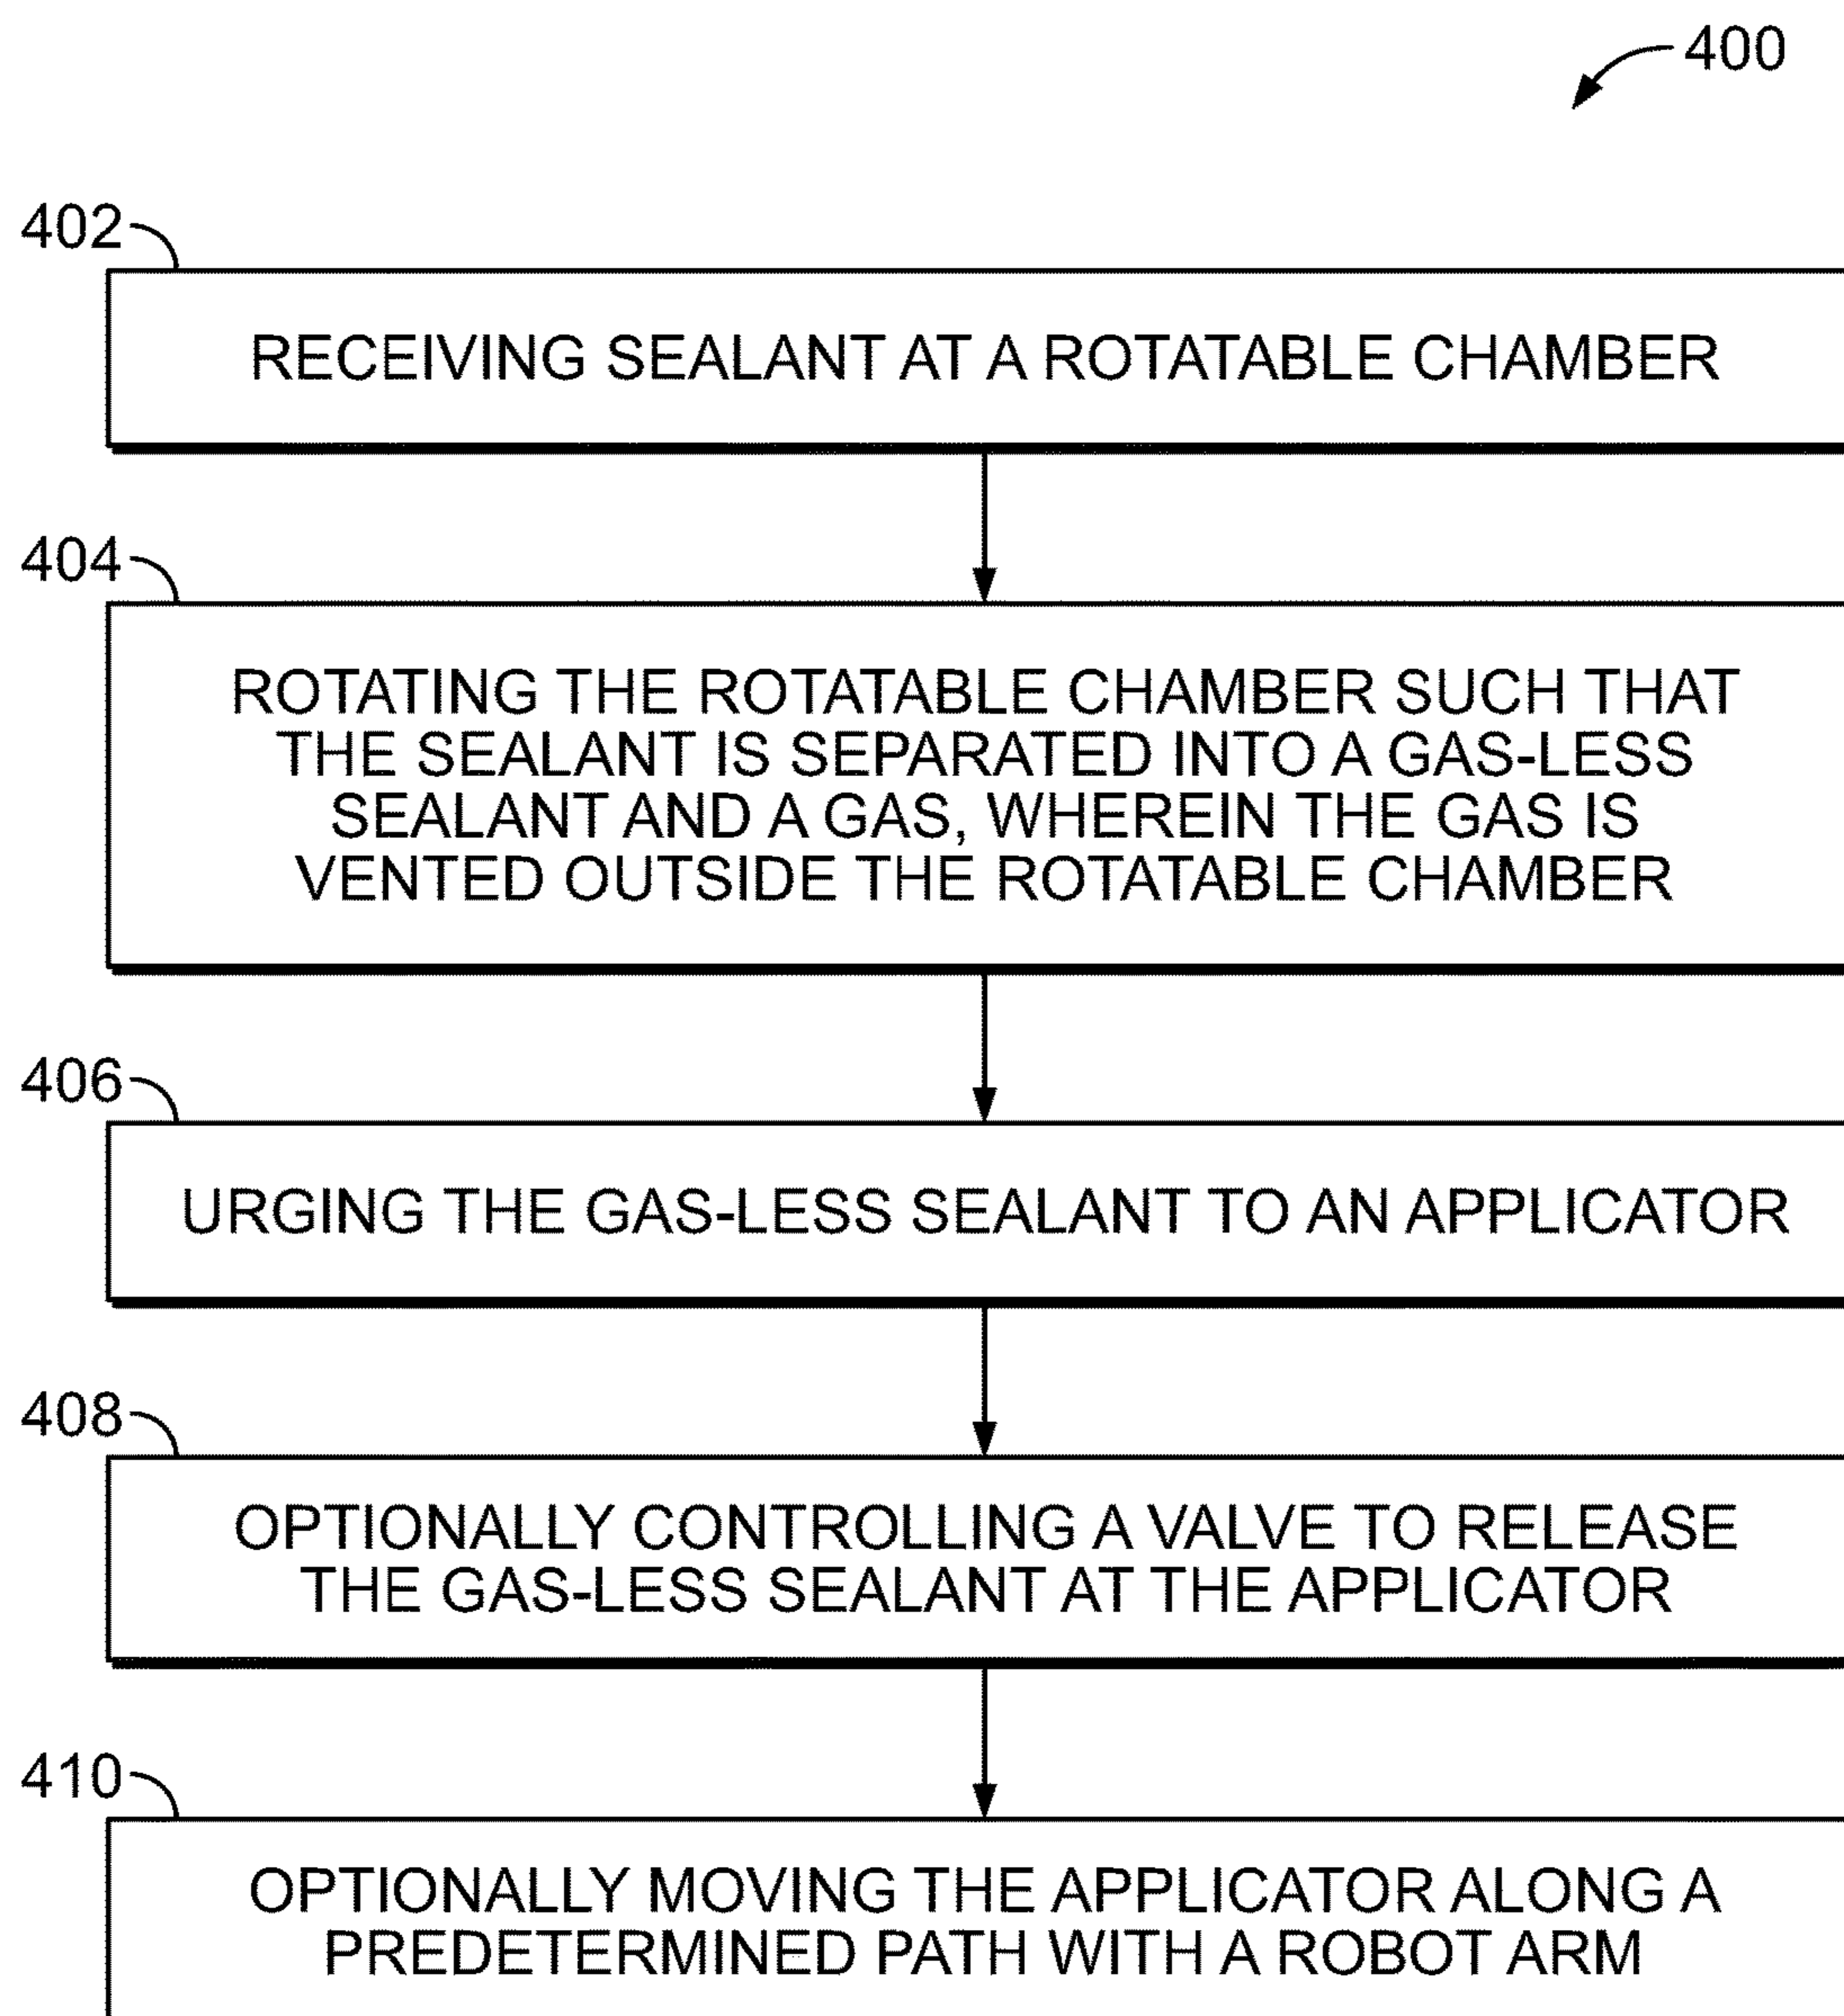 400
402
RECEIVING SEALANT AT A ROTATABLE CHAMBER
404
ROTATING THE ROTATABLE CHAMBER SUCH THAT
THE SEALANT IS SEPARATED INTO A GAS-LESS
SEALANT AND A GAS, WHEREIN THE GAS IS
VENTED OUTSIDE THE ROTATABLE CHAMBER
406
URGING THE GAS-LESS SEALANT TO AN APPLICATOR
408
OPTIONALLY CONTROLLING A VALVE TO RELEASE
THE GAS-LESS SEALANT AT THE APPLICATOR
410
OPTIONALLY MOVING THE APPLICATOR ALONG A
PREDETERMINED PATH WITH A ROBOT ARM